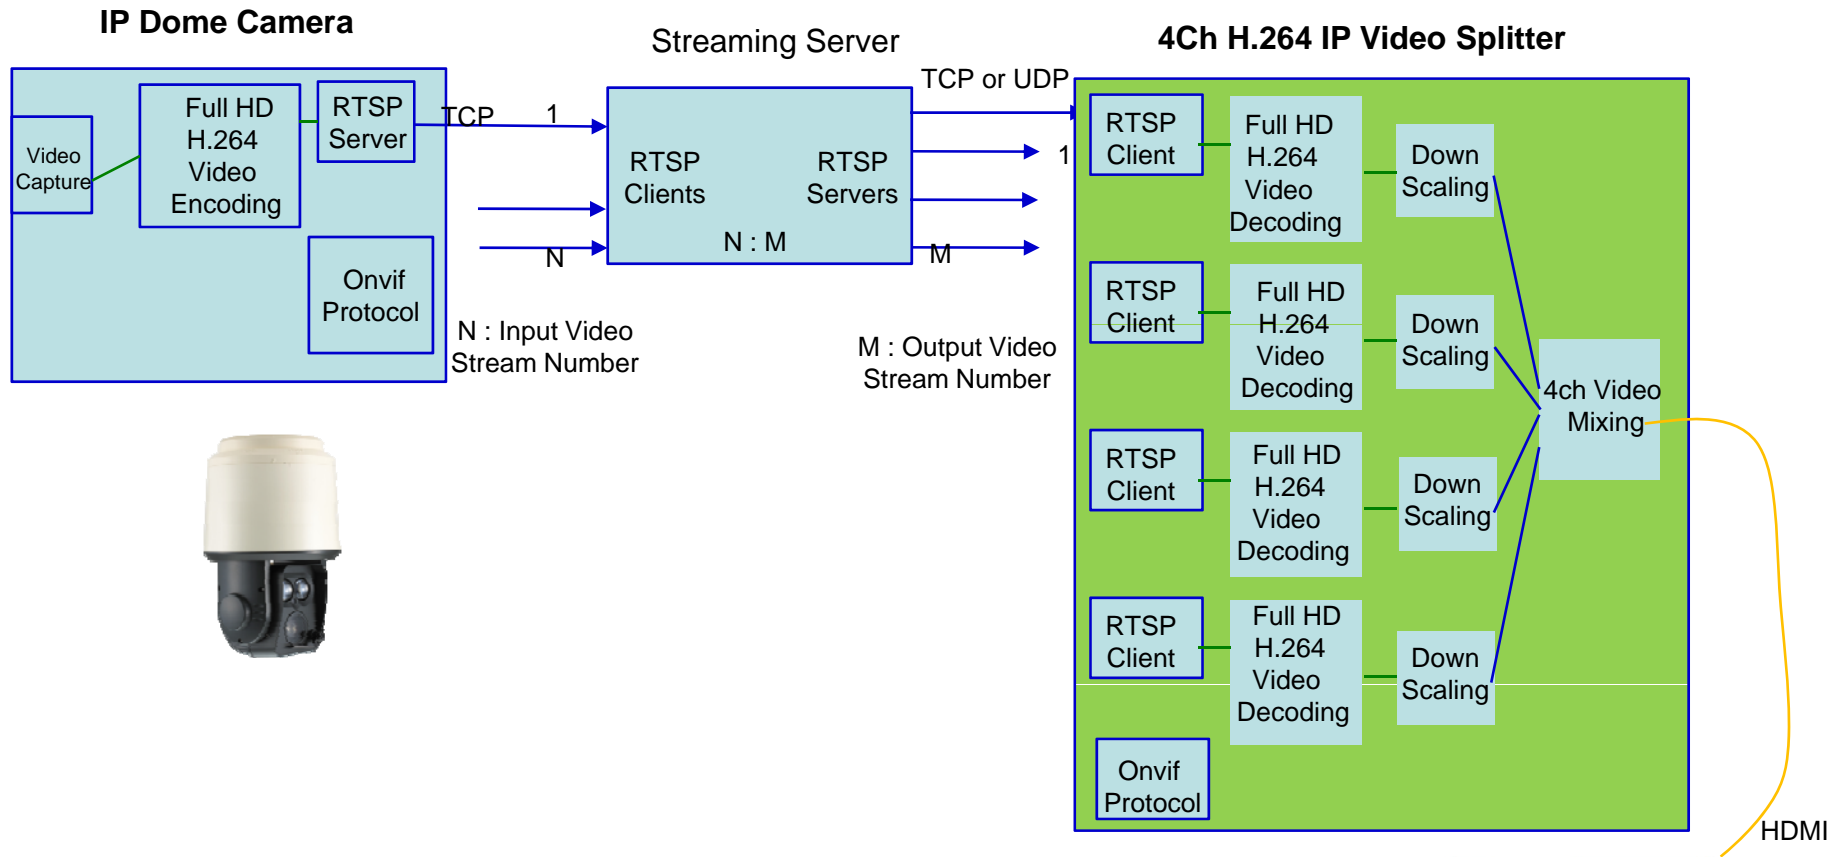 IP Dome Camera
Video
Capture
Full HD
H.264
Video
Encoding
RTSP
Server
Onvif
Protocol
TCP
1
N
N : Input Video
Stream Number
Streaming Server
RTSP
Clients
RTSP
Servers
N : M
TCP or UDP
1
M
M : Output Video
Stream Number
4Ch H.264 IP Video Splitter
RTSP
Client
Full HD
H.264
Video
Decoding
Down
Scaling
RTSP
Client
Full HD
H.264
Video
Decoding
Down
Scaling
RTSP
Client
Full HD
H.264
Video
Decoding
Down
Scaling
RTSP
Client
Full HD
H.264
Video
Decoding
Down
Scaling
4ch Video
Mixing
Onvif
Protocol
HDMI